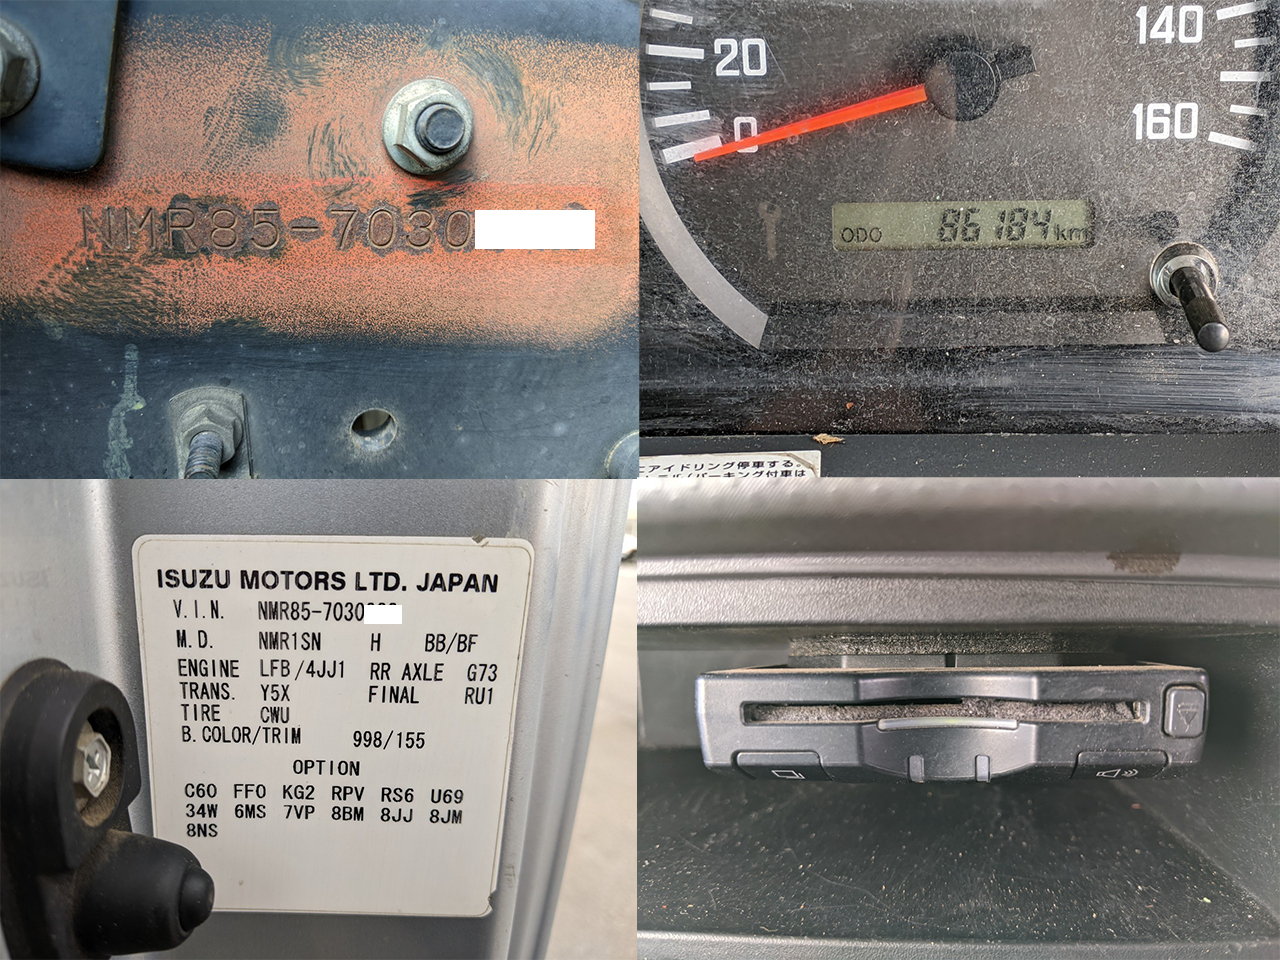 NMR85-7030
20
0
140
160
ODO 86184km
にアイドリング停車する。
ISUZU MOTORS LTD. JAPAN
V.I.N. NMR85-7030
M.D. NMR1SN H BB/BF
ENGINE LFB/4JJ1 RR AXLE G73
TRANS. Y5X FINAL RU1
TIRE CWU
B.COLOR/TRIM 998/155
OPTION
C60 FF0 KG2 RPV RS6 U69
34W 6MS 7VP 8BM 8JJ 8JM
8NS